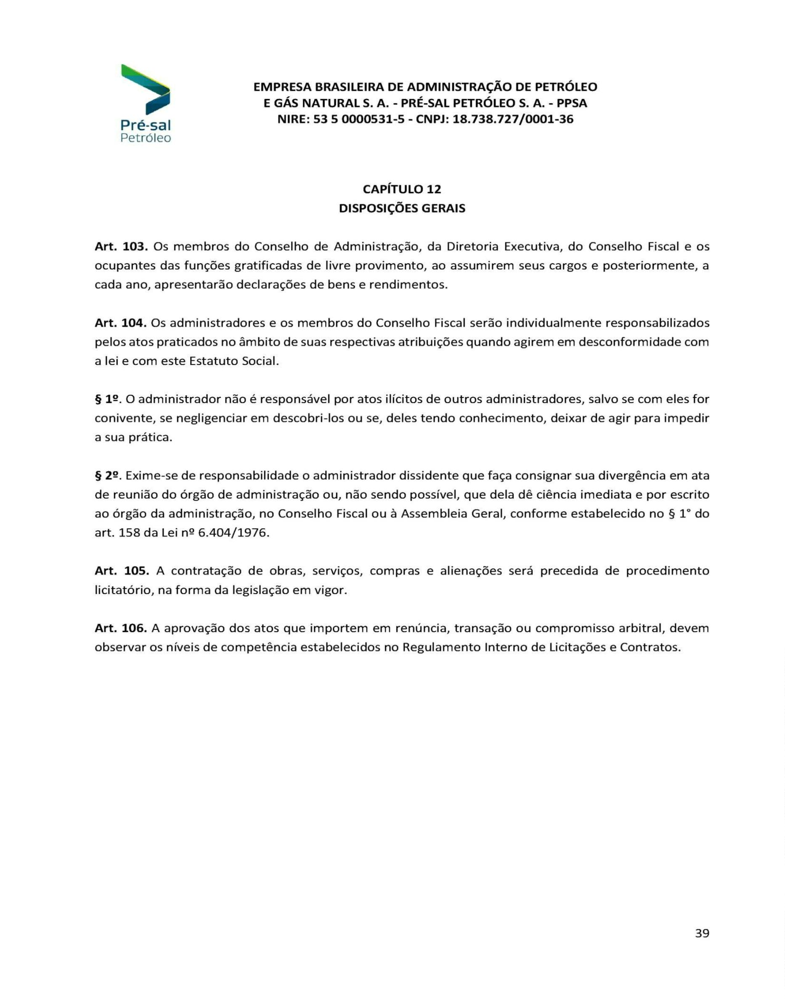 Pré-sal
Petróleo
EMPRESA BRASILEIRA DE ADMINISTRAÇÃO DE PETRÓLEO
E GÁS NATURAL S. A. - PRÉ-SAL PETRÓLEO S. A. - PPSA
NIRE: 53 5 0000531-5 - CNPJ: 18.738.727/0001-36
CAPÍTULO 12
DISPOSIÇÕES GERAIS
Art. 103. Os membros do Conselho de Administração, da Diretoria Executiva, do Conselho Fiscal e os
ocupantes das funções gratificadas de livre provimento, ao assumirem seus cargos e posteriormente, a
cada ano, apresentarão declarações de bens e rendimentos.
Art. 104. Os administradores e os membros do Conselho Fiscal serão individualmente responsabilizados
pelos atos praticados no âmbito de suas respectivas atribuições quando agirem em desconformidade com
a lei e com este Estatuto Social.
§ 1º. O administrador não é responsável por atos ilícitos de outros administradores, salvo se com eles for
conivente, se negligenciar em descobri-los ou se, deles tendo conhecimento, deixar de agir para impedir
a sua prática.
§ 2º. Exime-se de responsabilidade o administrador dissidente que faça consignar sua divergência em ata
de reunião do órgão de administração ou, não sendo possível, que dela dê ciência imediata e por escrito
ao órgão da administração, no Conselho Fiscal ou à Assembleia Geral, conforme estabelecido no § 1° do
art. 158 da Lei nº 6.404/1976.
Art. 105. A contratação de obras, serviços, compras e alienações será precedida de procedimento
licitatório, na forma da legislação em vigor.
Art. 106. A aprovação dos atos que importem em renúncia, transação ou compromisso arbitral, devem
observar os níveis de competência estabelecidos no Regulamento Interno de Licitações e Contratos.
39